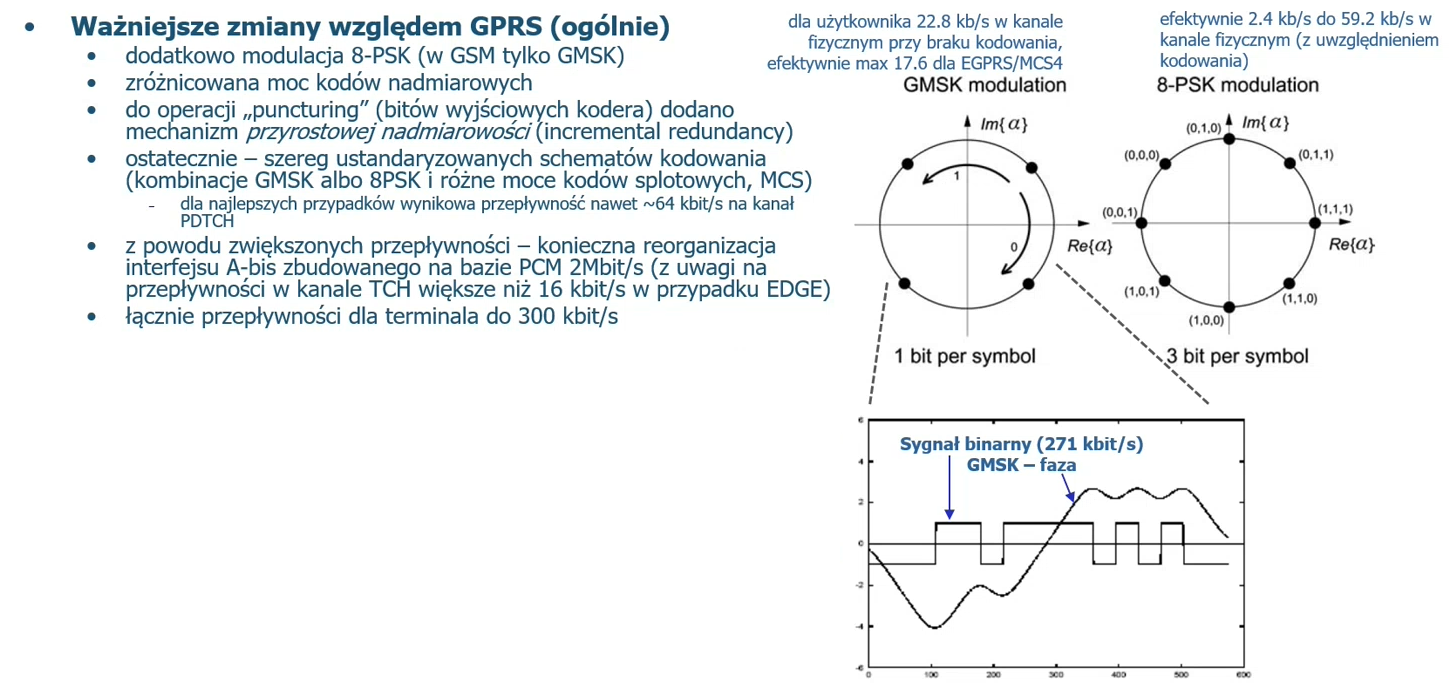 • Ważniejsze zmiany względem GPRS (ogólnie)
• dodatkowo modulacja 8-PSK (w GSM tylko GMSK)
• zróżnicowana moc kodów nadmiarowych
• do operacji „puncturing” (bitów wyjściowych kodera) dodano
mechanizm przyrostowej nadmiarowości (incremental redundancy)
• ostatecznie – szereg ustandaryzowanych schematów kodowania
(kombinacje GMSK albo 8PSK i różne moce kodów splotowych, MCS)
- dla najlepszych przypadków wynikowa przepływność nawet ~64 kbit/s na kanał
PDTCH
• z powodu zwiększonych przepływności – konieczna reorganizacja
interfejsu A-bis zbudowanego na bazie PCM 2Mbit/s (z uwagi na
przepływności w kanale TCH większe niż 16 kbit/s w przypadku EDGE)
• łącznie przepływności dla terminala do 300 kbit/s
dla użytkownika 22.8 kb/s w kanale
fizycznym przy braku kodowania,
efektywnie max 17.6 dla EGPRS/MCS4
GMSK modulation
Im{α}
1
0
Re{α}
1 bit per symbol
efektywnie 2.4 kb/s do 59.2 kb/s w
kanale fizycznym (z uwzględnieniem
kodowania)
8-PSK modulation
(0,1,0) Im{α}
(0,0,0) (0,1,1)
(0,0,1) (1,1,1)
Re{α}
(1,0,1) (1,1,0)
(1,0,0)
3 bit per symbol
Sygnał binarny (271 kbit/s)
GMSK – faza
6
4
2
0
-2
-4
-6
0 100 200 300 400 500 600